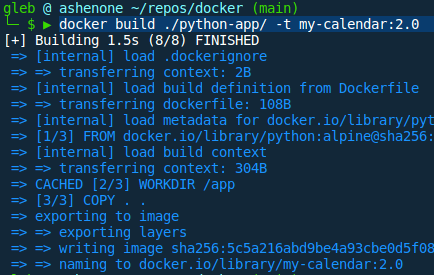 gleb @ ashenone ~/repos/docker (main)
└─ $ ▶ docker build ./python-app/ -t my-calendar:2.0
[+] Building 1.5s (8/8) FINISHED
=> [internal] load .dockerignore
=> => transferring context: 2B
=> [internal] load build definition from Dockerfile
=> => transferring dockerfile: 108B
=> [internal] load metadata for docker.io/library/pyt
=> [1/3] FROM docker.io/library/python:alpine@sha256:
=> [internal] load build context
=> => transferring context: 304B
=> CACHED [2/3] WORKDIR /app
=> [3/3] COPY . .
=> exporting to image
=> => exporting layers
=> => writing image sha256:5c5a216abd9be4a93cbe0d5f08
=> => naming to docker.io/library/my-calendar:2.0